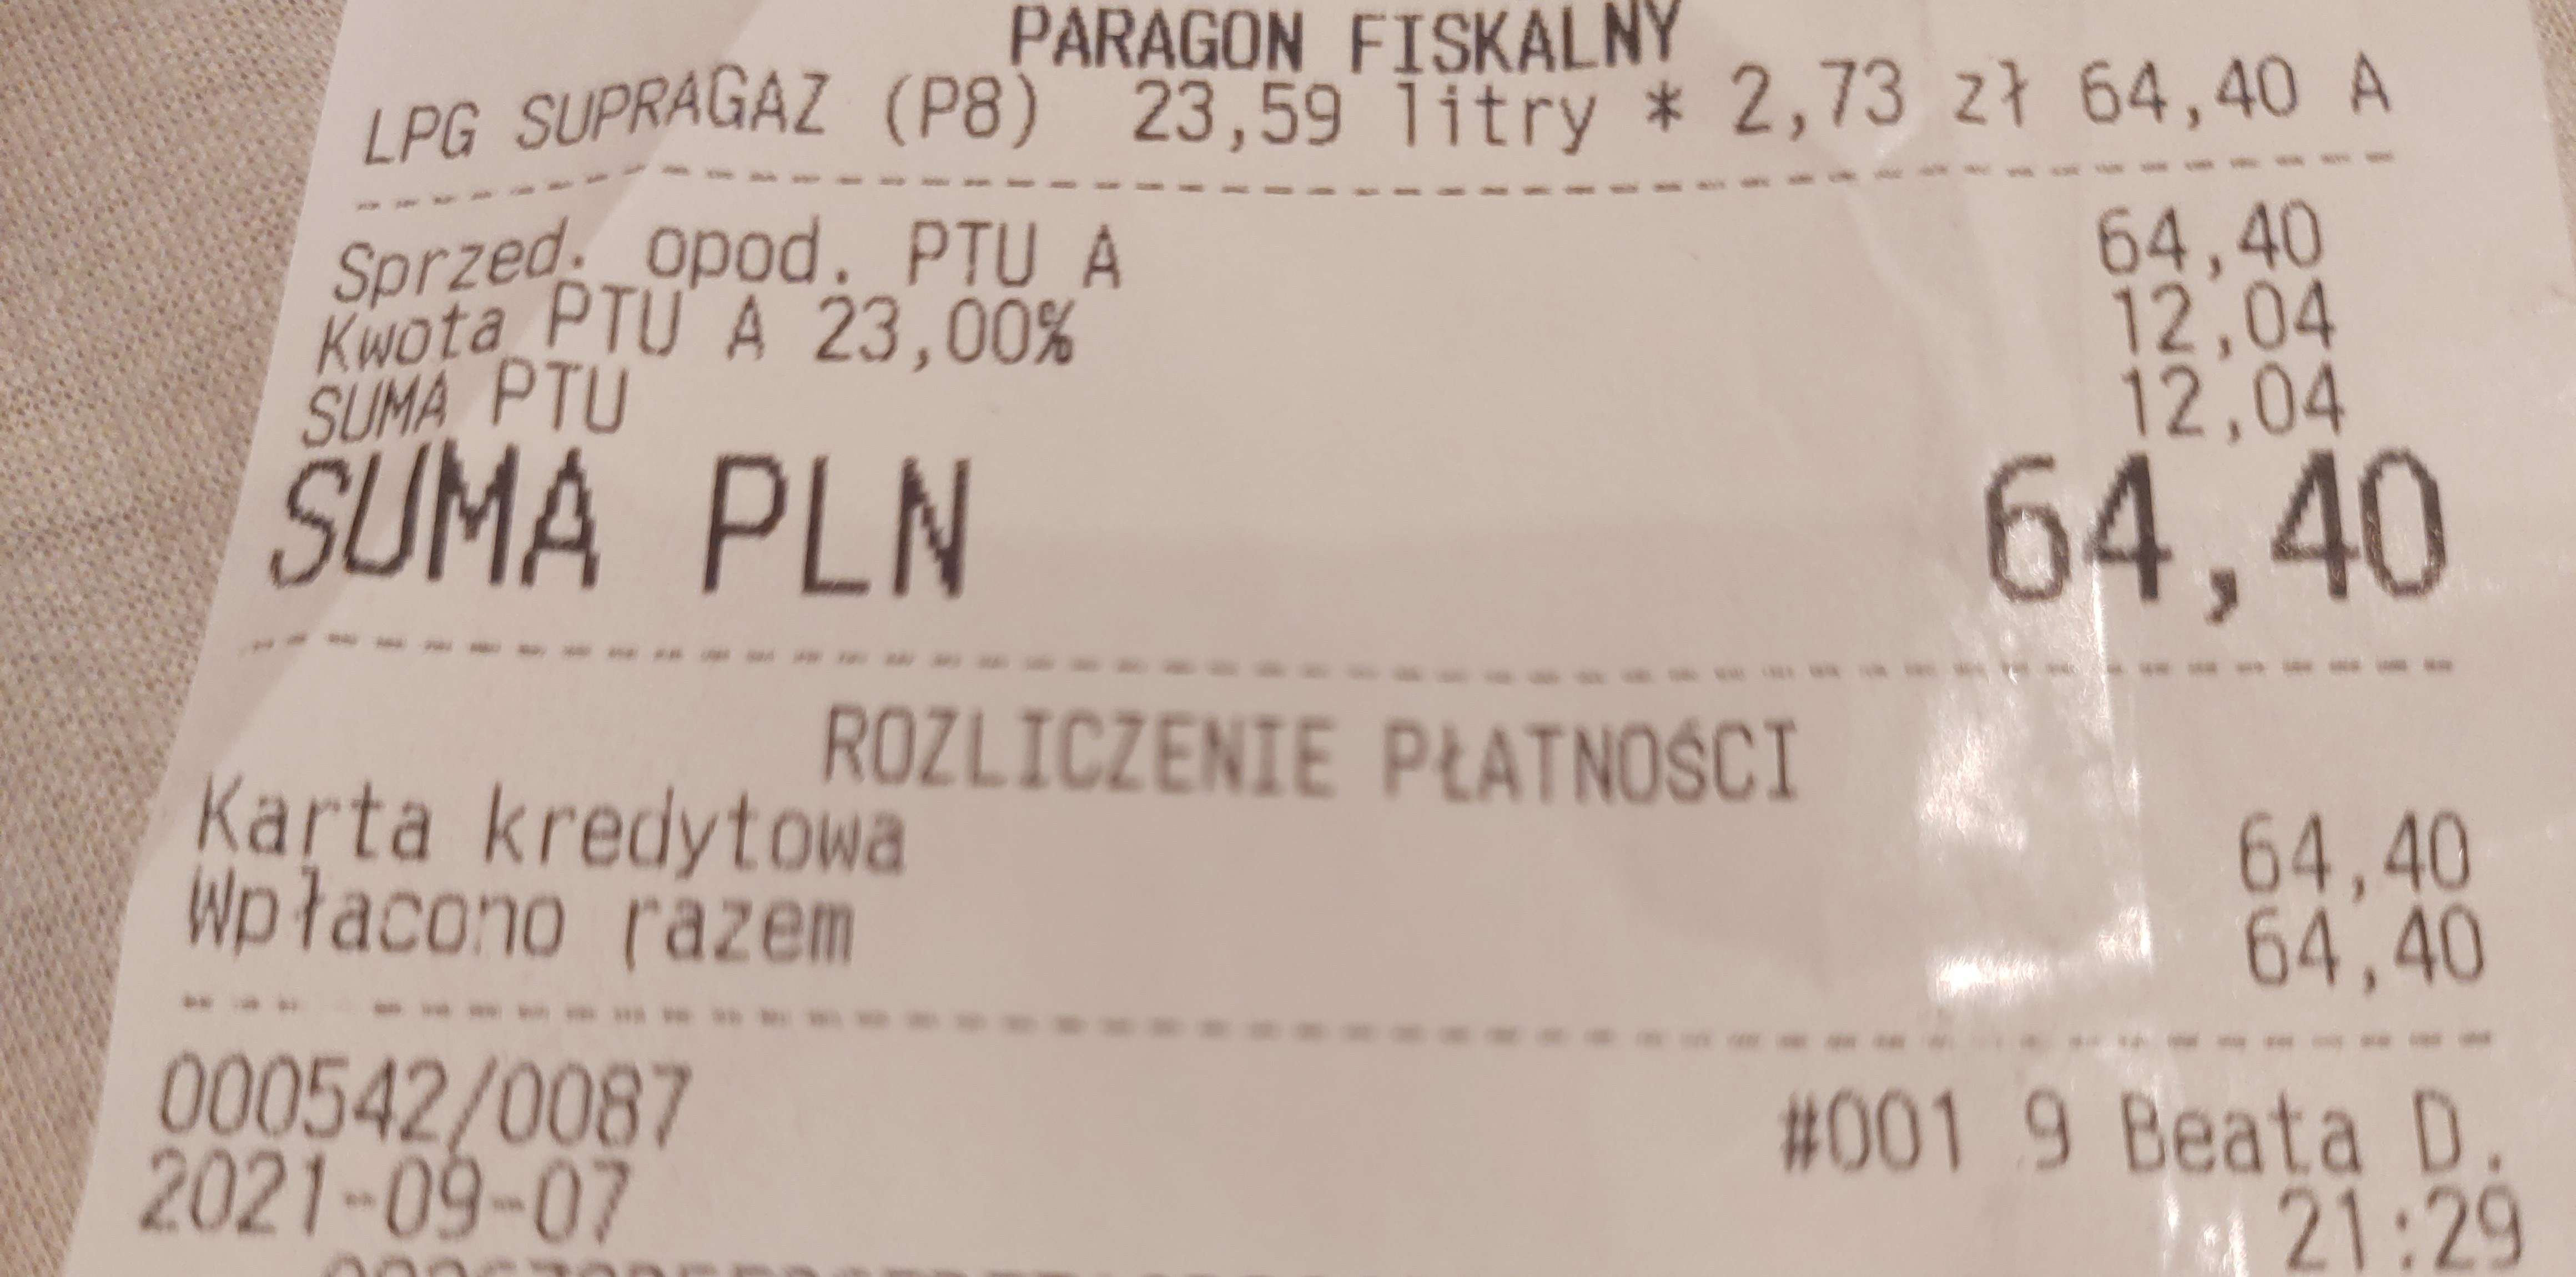 PARAGON FISKALNY
LPG SUPRAGAZ (P8) 23,59 litry * 2,73 zł 64,40 A
Sprzed. opod. PTU A 64,40
Kwota PTU A 23,00% 12,04
SUMA PTU 12,04
SUMA PLN 64,40
ROZLICZENIE PŁATNOŚCI
Karta kredytowa 64,40
Wpłacono razem 64,40
000542/0087 #001 9 Beata D.
2021-09-07 21:29